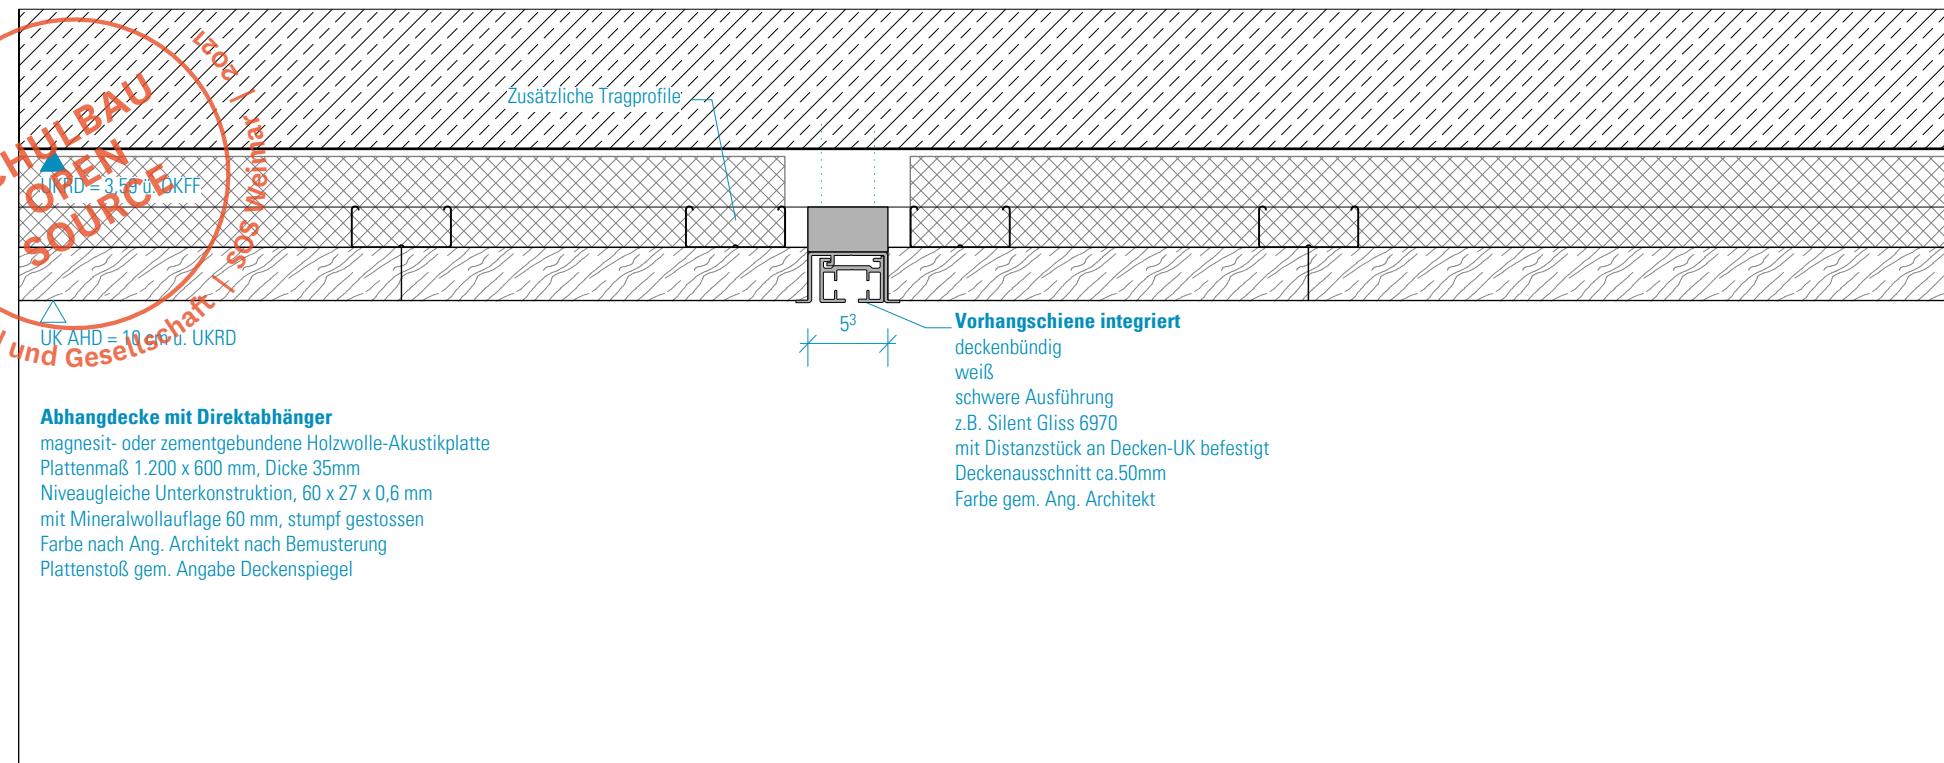 Zusätzliche Tragprofile
UKRD = 3,59 ü. OKFF
UK AHD = 10 cm u. UKRD
5³
Vorhangschiene integriert
deckenbündig
weiß
schwere Ausführung
z.B. Silent Gliss 6970
mit Distanzstück an Decken-UK befestigt
Deckenausschnitt ca.50mm
Farbe gem. Ang. Architekt
Abhangdecke mit Direktabhänger
magnesit- oder zementgebundene Holzwolle-Akustikplatte
Plattenmaß 1.200 x 600 mm, Dicke 35mm
Niveaugleiche Unterkonstruktion, 60 x 27 x 0,6 mm
mit Mineralwollauflage 60 mm, stumpf gestossen
Farbe nach Ang. Architekt nach Bemusterung
Plattenstoß gem. Angabe Deckenspiegel
HULBAU
OPEN
SOURCE
und Gesellschaft | SOS Weimar | 2021